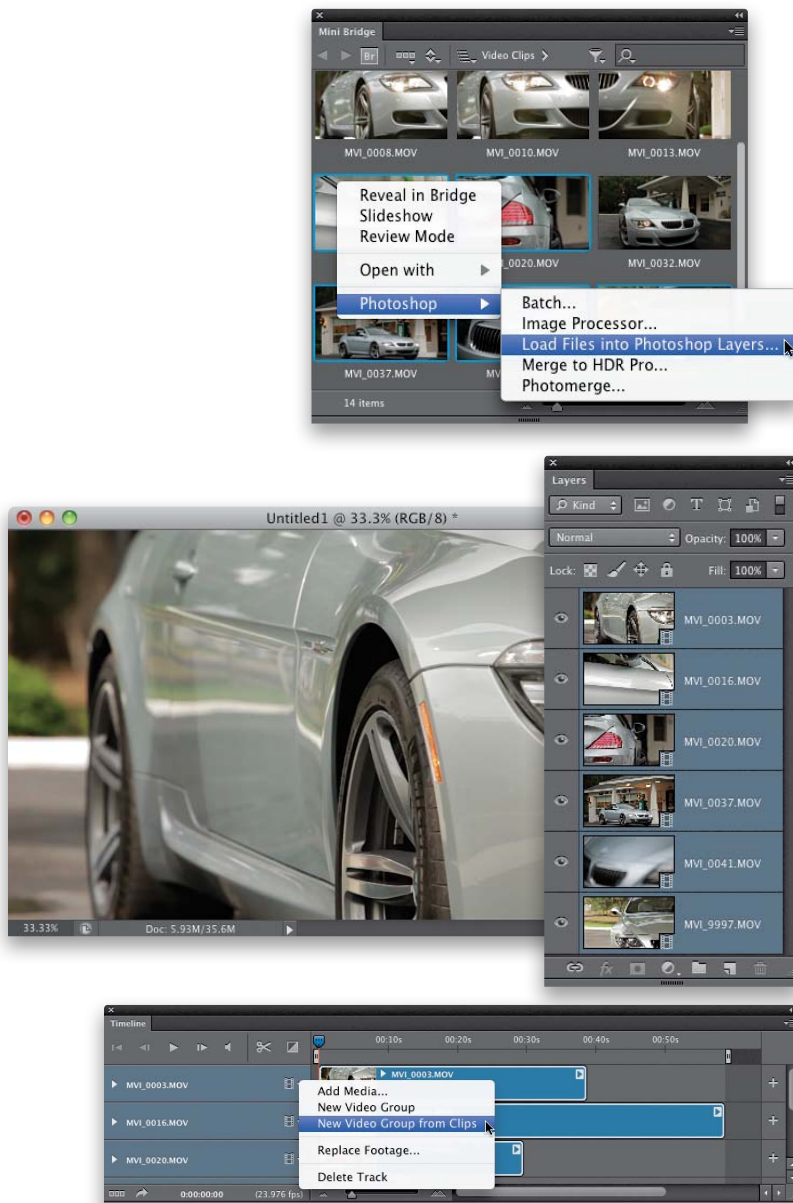 Mini Bridge
Br
Video Clips
MVI_0008.MOV
MVI_0010.MOV
MVI_0013.MOV
Reveal in Bridge
Slideshow
Review Mode
Open with
Photoshop
_0020.MOV
MVI_0032.MOV
Batch...
Image Processor...
Load Files into Photoshop Layers...
Merge to HDR Pro...
Photomerge...
MVI_0037.MOV
MV
14 items
Layers
Kind
Normal
Opacity: 100%
Lock:
Fill: 100%
MVI_0003.MOV
MVI_0016.MOV
MVI_0020.MOV
MVI_0037.MOV
MVI_0041.MOV
MVI_9997.MOV
Untitled1 @ 33.3% (RGB/8) *
33.33%
Doc: 5.93M/35.6M
Timeline
00:10s
00:20s
00:30s
00:40s
00:50s
MVI_0003.MOV
MVI_0003.MOV
MVI_0016.MOV
MVI_0020.MOV
Add Media...
New Video Group
New Video Group from Clips
Replace Footage...
Delete Track
0:00:00:00
(23.976 fps)